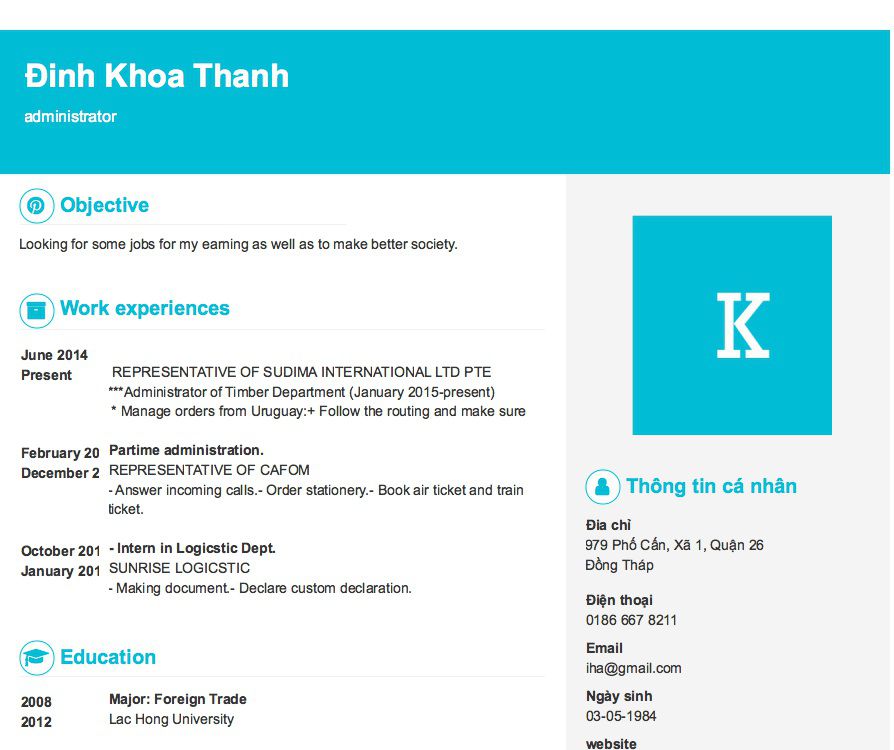 Đinh Khoa Thanh
administrator
Objective
Looking for some jobs for my earning as well as to make better society.
Work experiences
June 2014
Present
REPRESENTATIVE OF SUDIMA INTERNATIONAL LTD PTE
***Administrator of Timber Department (January 2015-present)
* Manage orders from Uruguay:+ Follow the routing and make sure
February 20
December 2
Partime administration.
REPRESENTATIVE OF CAFOM
- Answer incoming calls.- Order stationery.- Book air ticket and train
ticket.
October 201
January 201
- Intern in Logicstic Dept.
SUNRISE LOGICSTIC
- Making document.- Declare custom declaration.
Education
2008
2012
Major: Foreign Trade
Lac Hong University
K
Thông tin cá nhân
Đia chỉ
979 Phố Cấn, Xã 1, Quận 26
Đồng Tháp
Điện thoại
0186 667 8211
Email
iha@gmail.com
Ngày sinh
03-05-1984
website